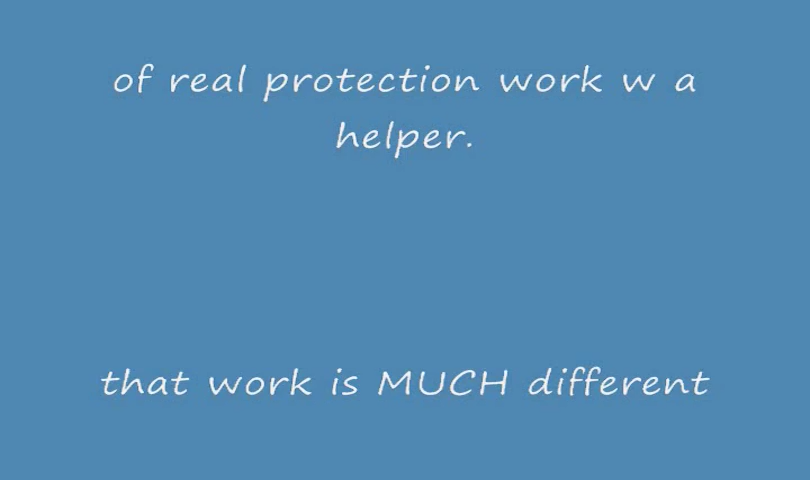 of real protection work w a
helper.
that work is MUCH different